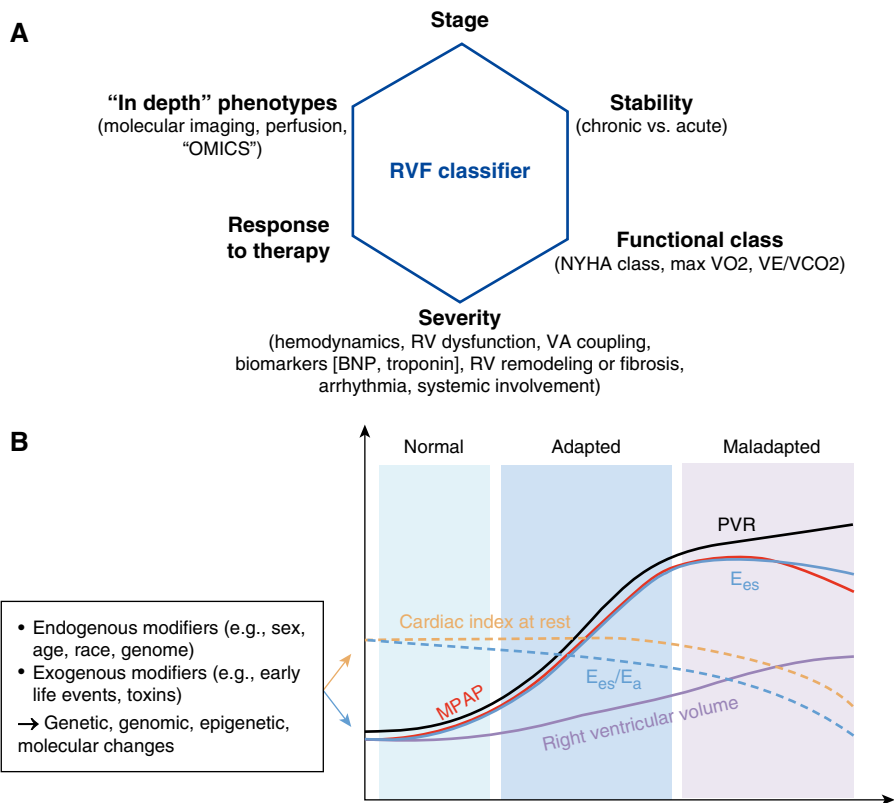 A
Stage
“In depth” phenotypes
(molecular imaging, perfusion,
“OMICS”)
Stability
(chronic vs. acute)
RVF classifier
Response
to therapy
Functional class
(NYHA class, max VO2, VE/VCO2)
Severity
(hemodynamics, RV dysfunction, VA coupling,
biomarkers [BNP, troponin], RV remodeling or fibrosis,
arrhythmia, systemic involvement)
B
Normal
Adapted
Maladapted
PVR
Ees
Cardiac index at rest
Ees/Ea
MPAP
Right ventricular volume
• Endogenous modifiers (e.g., sex,
age, race, genome)
• Exogenous modifiers (e.g., early
life events, toxins)
→ Genetic, genomic, epigenetic,
molecular changes